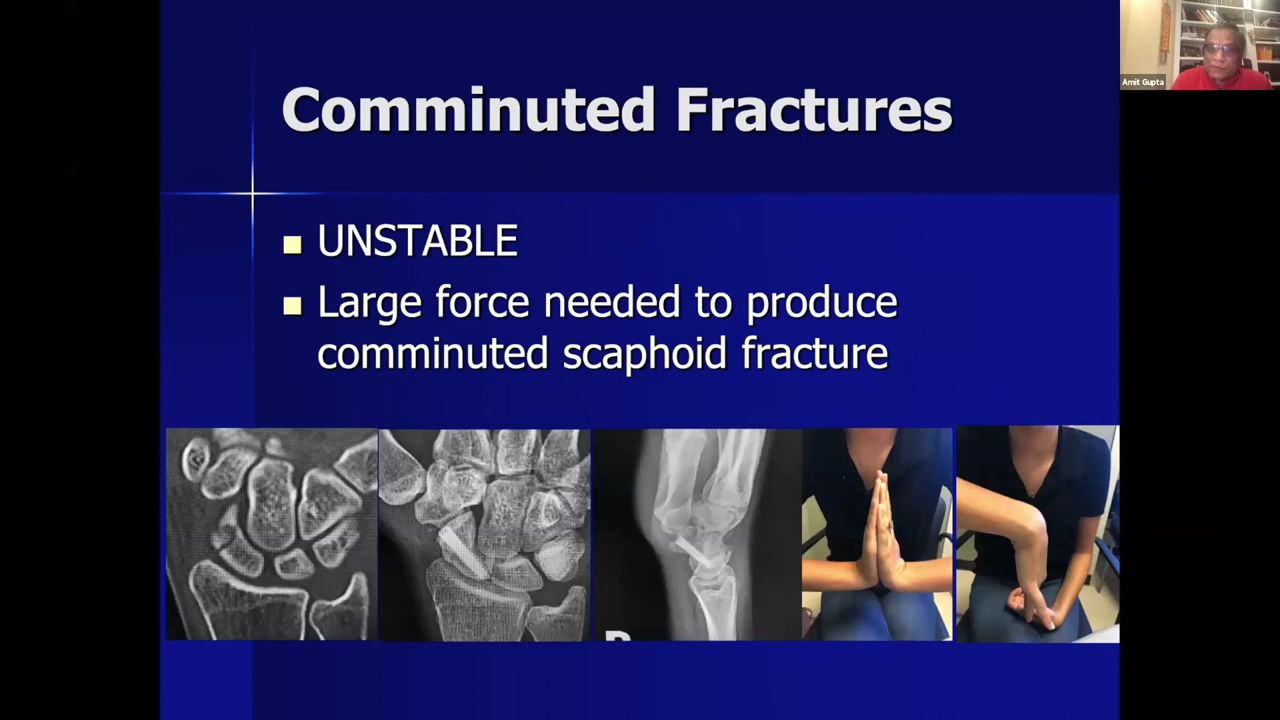 Comminuted Fractures
UNSTABLE
Large force needed to produce
comminuted scaphoid fracture
Amit Gupta